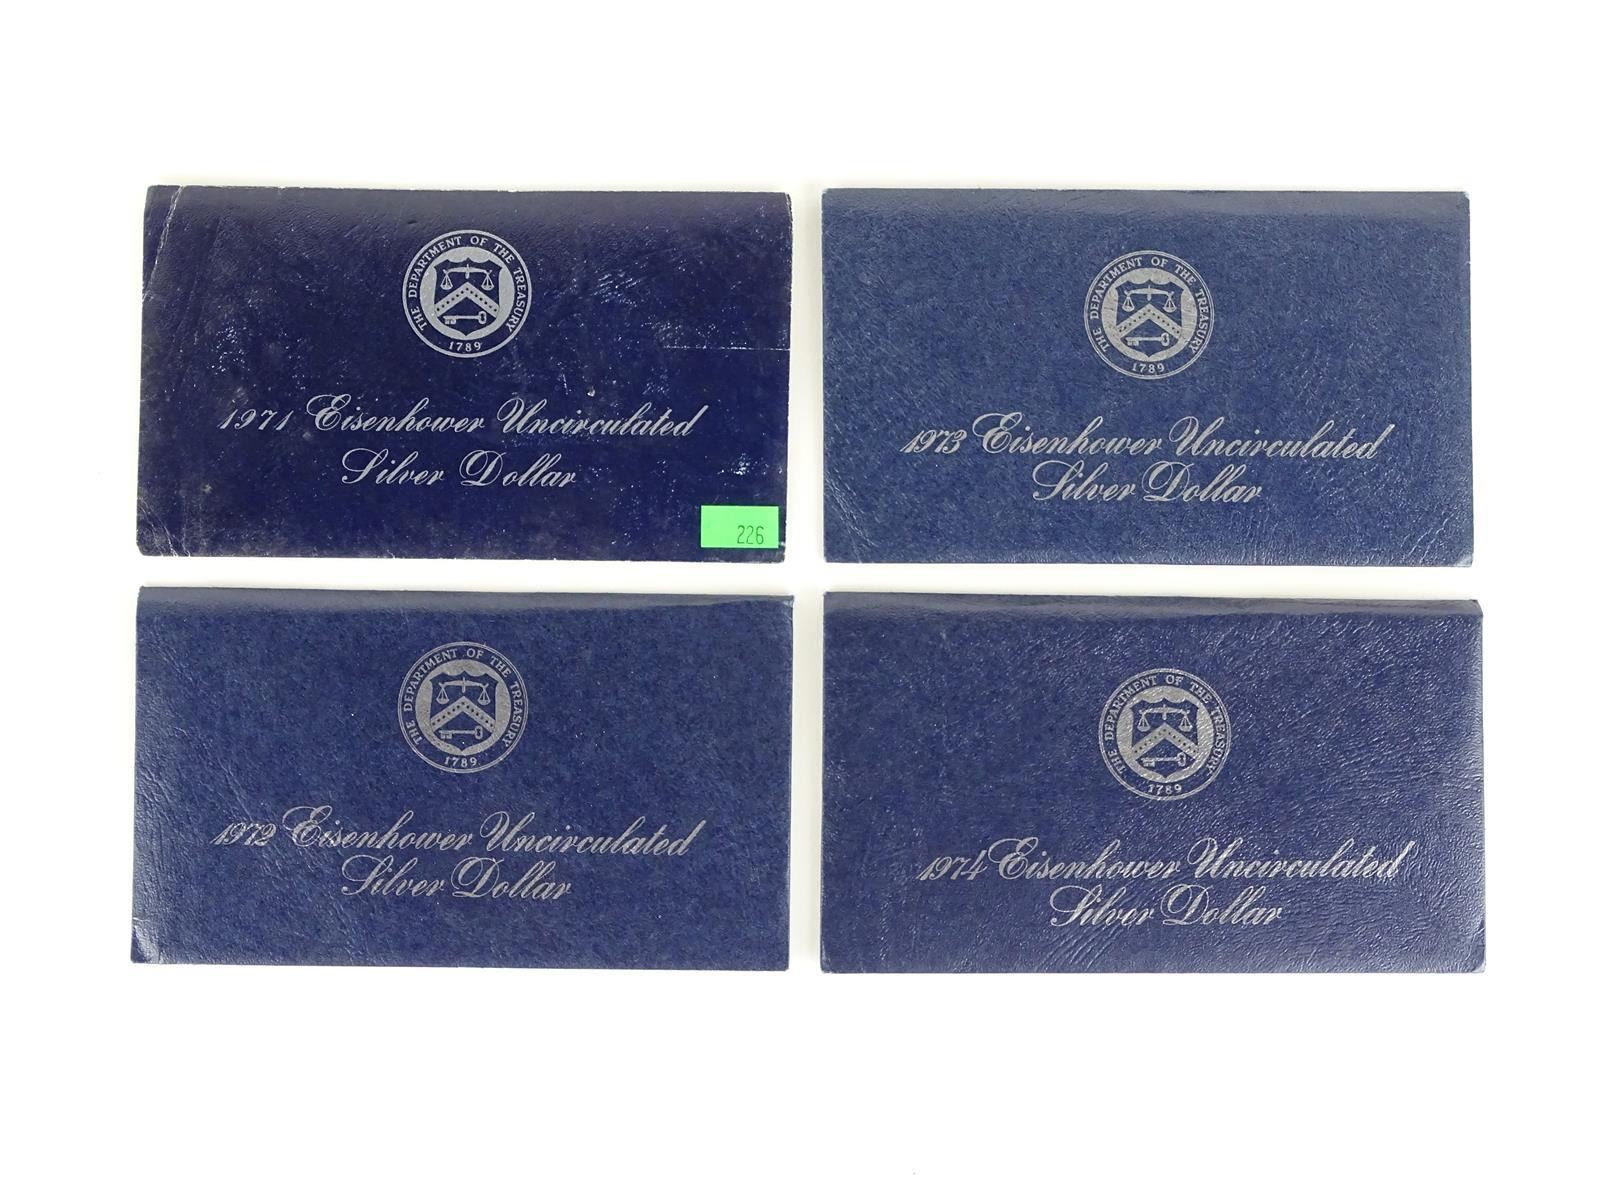 THE DEPARTMENT OF THE TREASURY
1789
1971 Eisenhower Uncirculated
Silver Dollar
226
THE DEPARTMENT OF THE TREASURY
1789
1973 Eisenhower Uncirculated
Silver Dollar
THE DEPARTMENT OF THE TREASURY
1789
1972 Eisenhower Uncirculated
Silver Dollar
THE DEPARTMENT OF THE TREASURY
1789
1974 Eisenhower Uncirculated
Silver Dollar